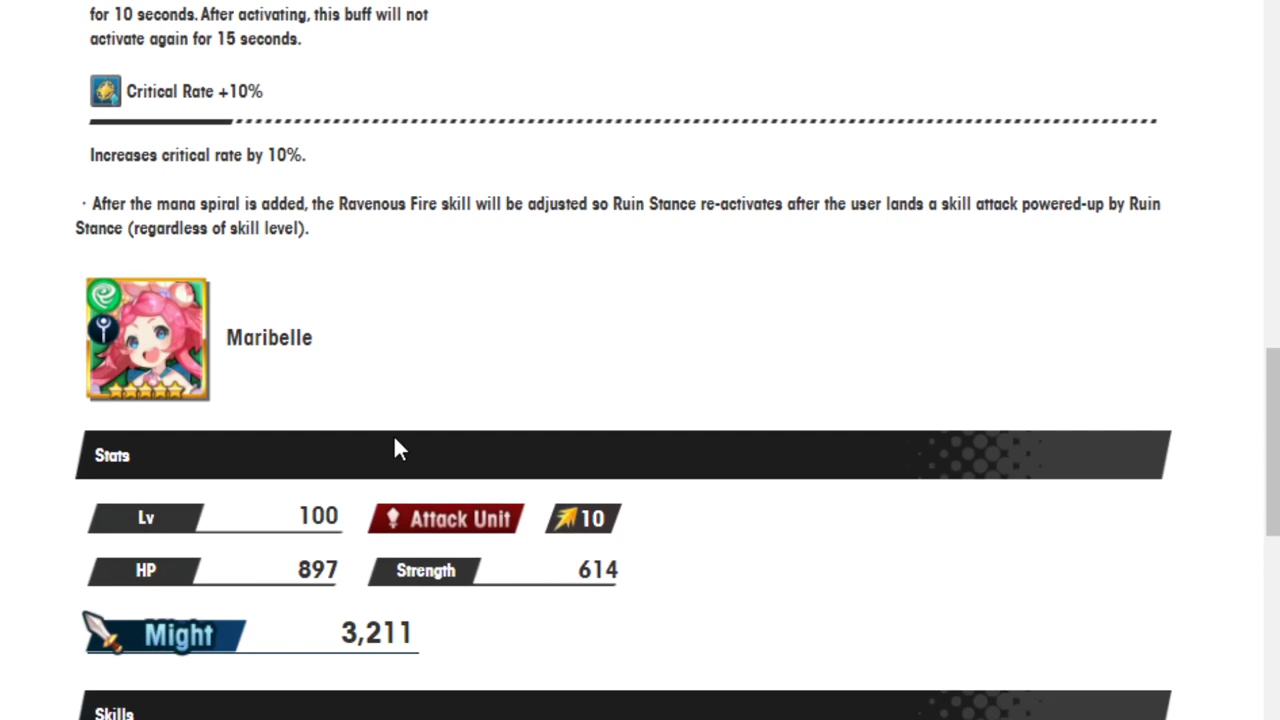 for 10 seconds. After activating, this buff will not
activate again for 15 seconds.
Critical Rate +10%
Increases critical rate by 10%.
· After the mana spiral is added, the Ravenous Fire skill will be adjusted so Ruin Stance re-activates after the user lands a skill attack powered-up by Ruin
Stance (regardless of skill level).
Maribelle
Stats
Lv 100 Attack Unit 10
HP 897 Strength 614
Might 3,211
Skills